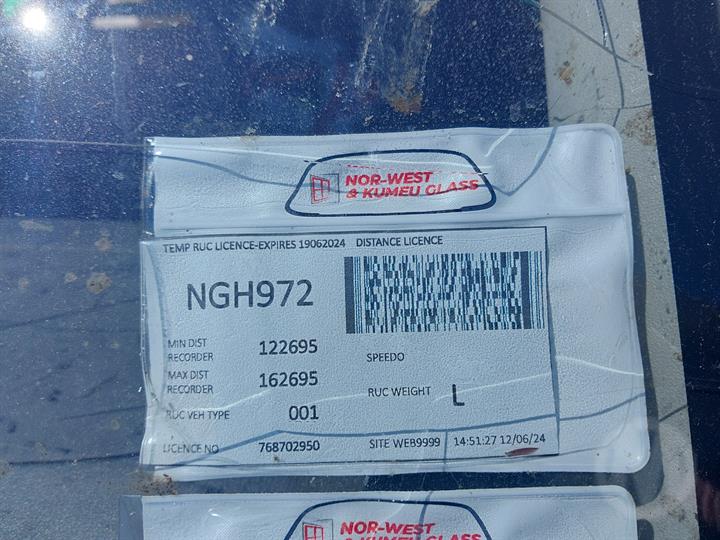 NOR-WEST
& KUMEU GLASS
TEMP RUC LICENCE-EXPIRES 19062024 DISTANCE LICENCE
NGH972
MIN DIST
RECORDER 122695
SPEEDO
MAX DIST
RECORDER 162695
RUC WEIGHT L
RUC VEH TYPE 001
LICENCE NO 768702950 SITE WEB9999 14:51:27 12/06/24
NOR-WEST
& KUMEU GLASS